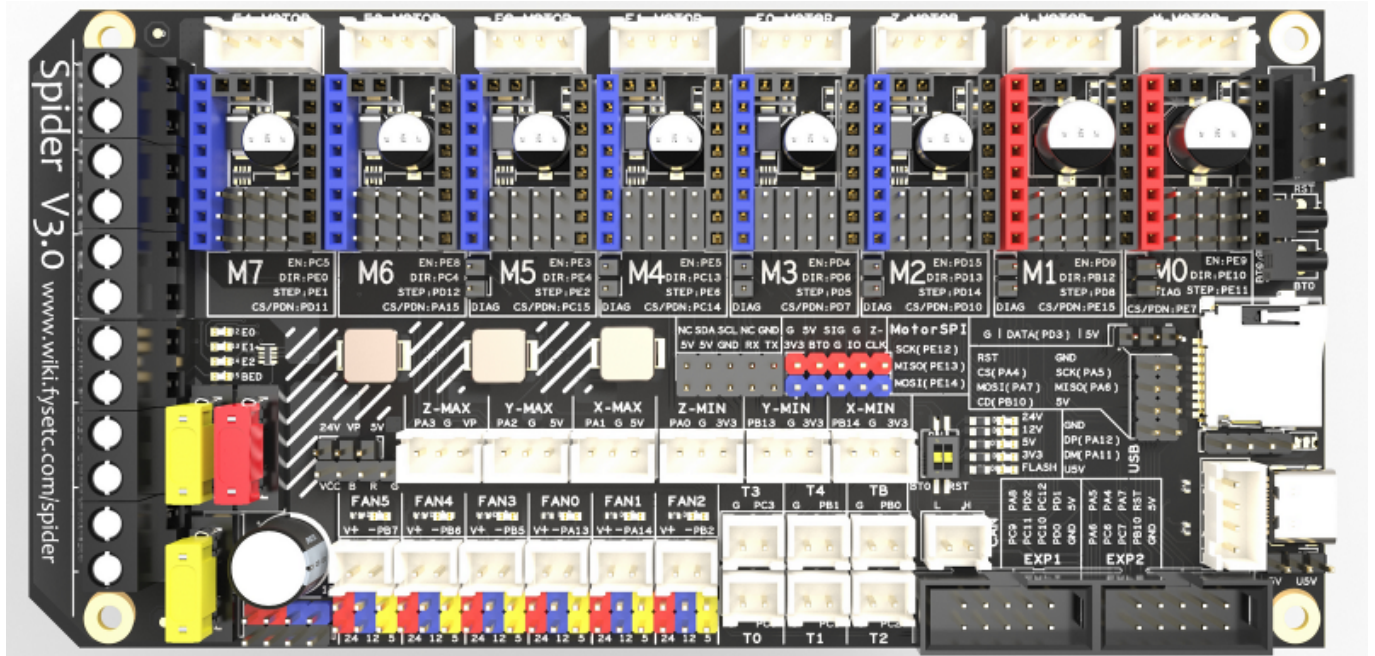 Spider V3.0 www.wiki.fysetc.com/spider
E4 MOTOR
E3 MOTOR
E2 MOTOR
E1 MOTOR
E0 MOTOR
Z MOTOR
RST
BT0
M7
EN:PC5
DIR:PE0
STEP:PE1
CS/PDN:PD11
M6
EN:PE8
DIR:PC4
STEP:PD12
CS/PDN:PA15
M5
EN:PE3
DIR:PE4
STEP:PE2
CS/PDN:PC15
DIAG
M4
EN:PE5
DIR:PC13
STEP:PE6
CS/PDN:PC14
DIAG
M3
EN:PD4
DIR:PD6
STEP:PD5
CS/PDN:PD7
DIAG
M2
EN:PD15
DIR:PD13
STEP:PD14
CS/PDN:PD10
DIAG
M1
EN:PD9
DIR:PB12
STEP:PD8
CS/PDN:PE15
DIAG
M0
EN:PE9
DIR:PE10
STEP:PE11
CS/PDN:PE7
DIAG
E0
E1
E2
BED
NC SDA SCL NC GND
5V 5V GND RX TX
G 5V SIG G Z-
3V3 BT0 G IO CLK
MotorSPI
SCK(PE12)
MISO(PE13)
MOSI(PE14)
G | DATA(PD3) | 5V
RST GND
CS(PA4) SCK(PA5)
MOSI(PA7) MISO(PA6)
CD(PB10) 5V
24V VP 5V
VCC B R G
Z-MAX
PA3 G VP
Y-MAX
PA2 G 5V
X-MAX
PA1 G 5V
Z-MIN
PA0 G 3V3
Y-MIN
PB13 G 3V3
X-MIN
PB14 G 3V3
BT0 RST
24V
12V
5V
3V3
FLASH
GND
DP(PA12)
DM(PA11)
U5V
USB
FAN5
V+ -PB7
FAN4
V+ -PB6
FAN3
V+ -PB5
FAN0
V+ -PA13
FAN1
V+ -PA14
FAN2
V+ -PB2
T3
G PC3
T4
G PB1
TB
G PB0
L H
CAN
PA8 PD2 PC12 PD1 5V
PC9 PC11 PC10 PD0 GND
EXP1
PA5 PA4 PA7 RST 5V
PA6 PC6 PC7 PB10 GND
EXP2
U5V
24 12 5
24 12 5
24 12 5
24 12 5
24 12 5
24 12 5
T0
T1
T2